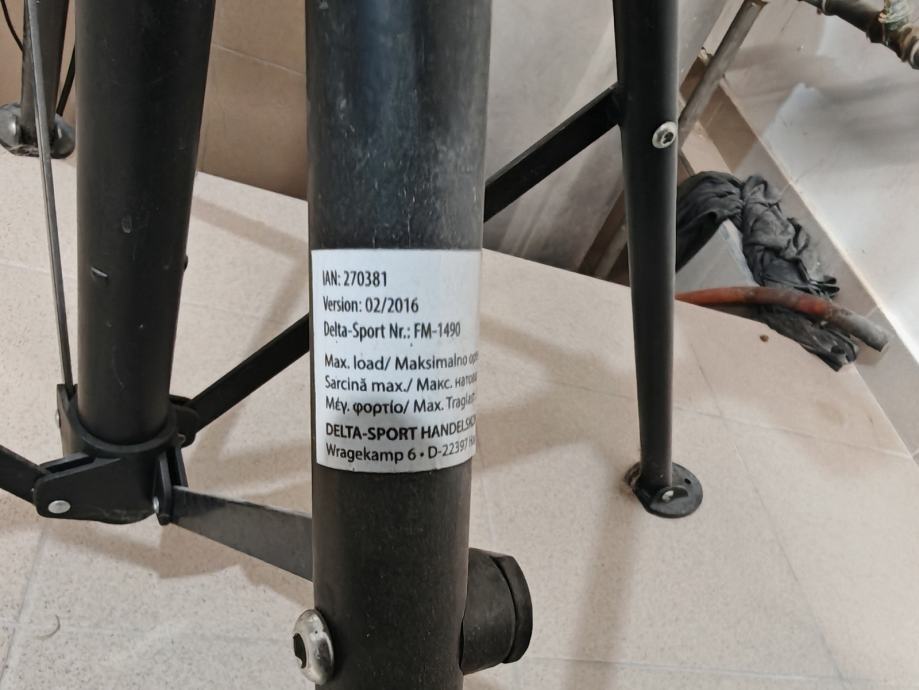 IAN: 270381
Version: 02/2016
Delta-Sport Nr.: FM-1490
Max. load/ Maksimalno
Sarcină max./ Макс.
Μέγ. φορτίο/ Max.
DELTA-SPORT
Wragekamp 6 • D-22397